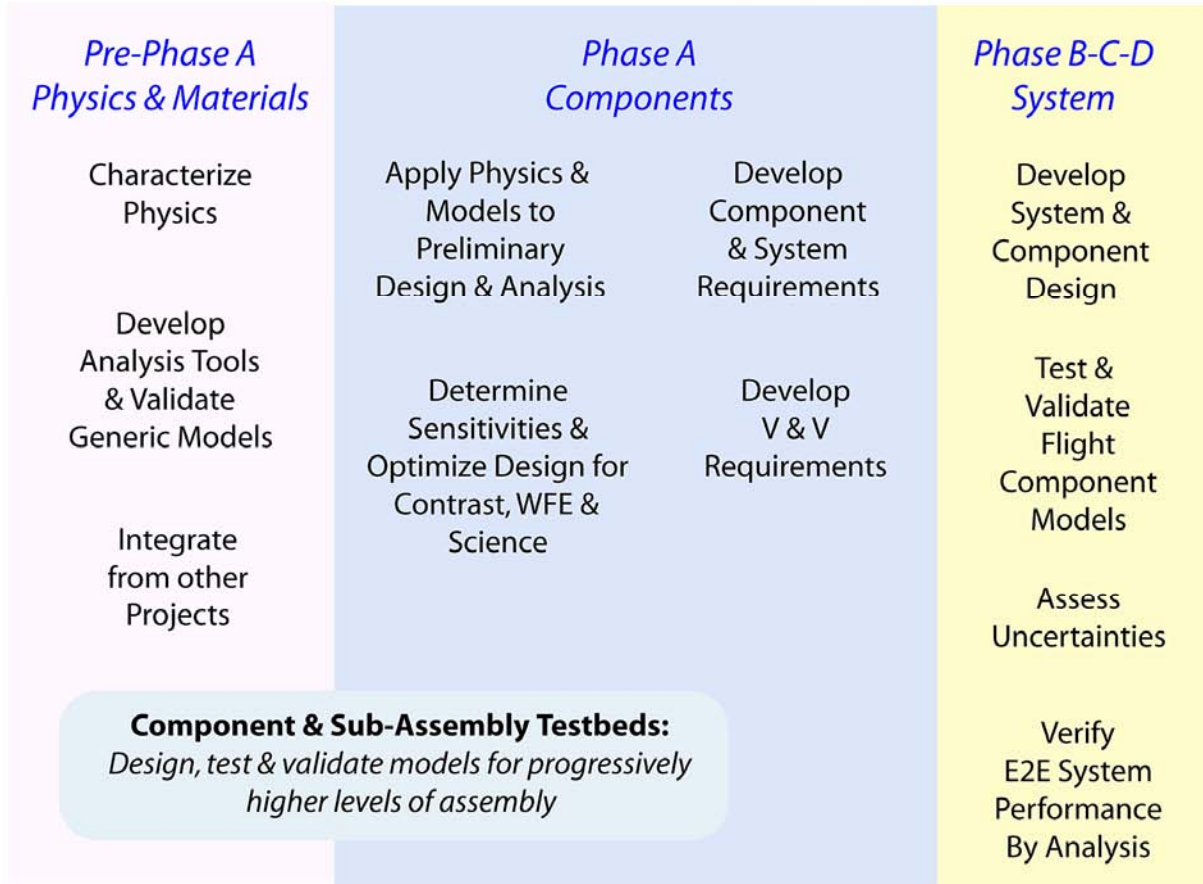 Pre-Phase A
Physics & Materials
Characterize
Physics
Develop
Analysis Tools
& Validate
Generic Models
Integrate
from other
Projects
Phase A
Components
Apply Physics &
Models to
Preliminary
Design & Analysis
Determine
Sensitivities &
Optimize Design for
Contrast, WFE &
Science
Develop
Component
& System
Requirements
Develop
V & V
Requirements
Component & Sub-Assembly Testbeds:
Design, test & validate models for progressively
higher levels of assembly
Phase B-C-D
System
Develop
System &
Component
Design
Test &
Validate
Flight
Component
Models
Assess
Uncertainties
Verify
E2E System
Performance
By Analysis